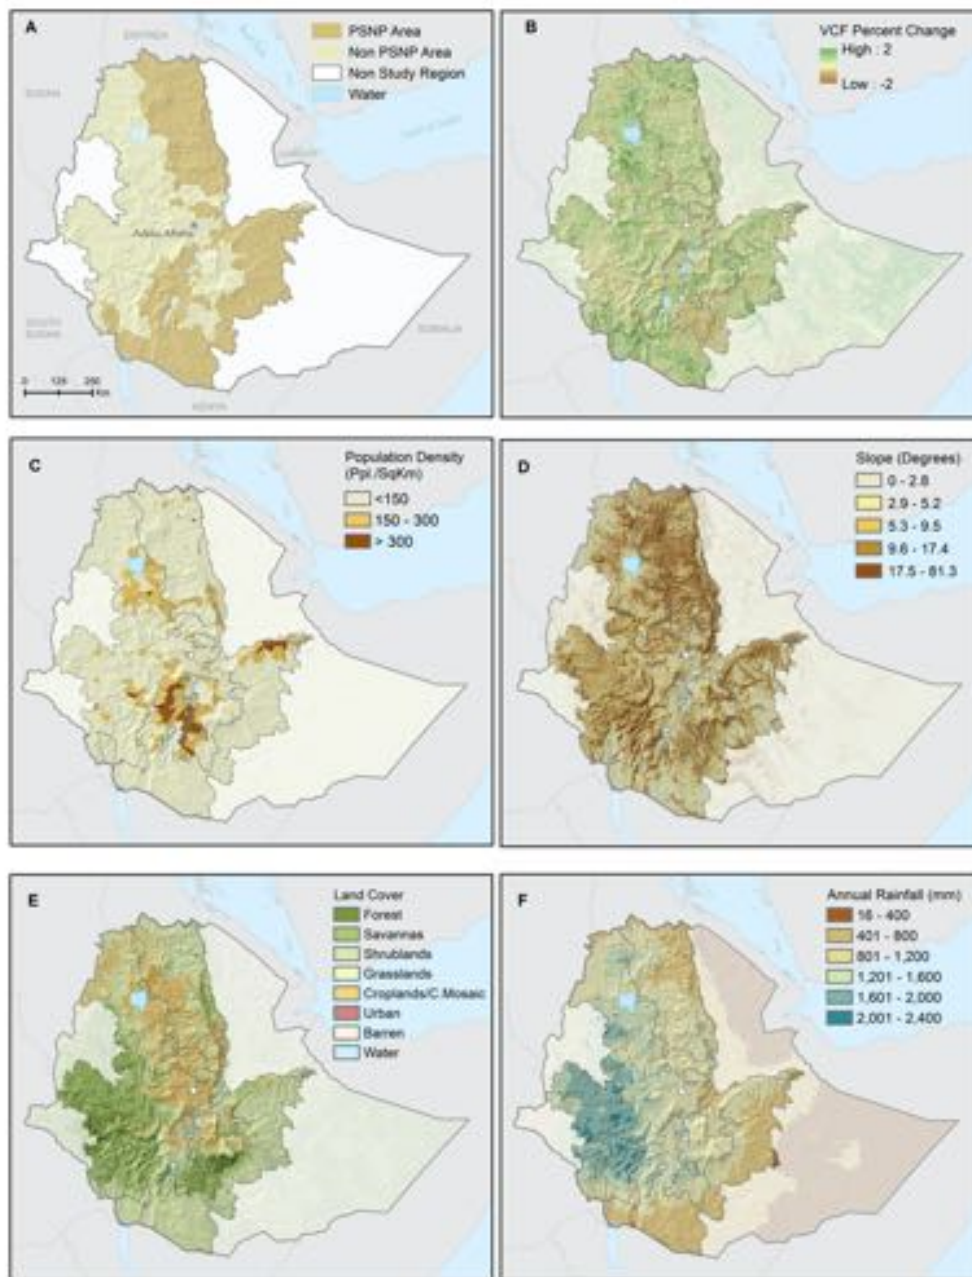 A
PSNP Area
Non PSNP Area
Non Study Region
Water
ERITREA
SUDAN
Addis Ababa
SOUTH
SUDAN
SOMALIA
KENYA
0 125 250
Km
B
VCF Percent Change
High : 2
Low : -2
C
Population Density
(Ppl./SqKm)
<150
150 - 300
> 300
D
Slope (Degrees)
0 - 2.8
2.9 - 5.2
5.3 - 9.5
9.6 - 17.4
17.5 - 81.3
E
Land Cover
Forest
Savannas
Shrublands
Grasslands
Croplands/C.Mosaic
Urban
Barren
Water
F
Annual Rainfall (mm)
16 - 400
401 - 800
801 - 1,200
1,201 - 1,600
1,601 - 2,000
2,001 - 2,400